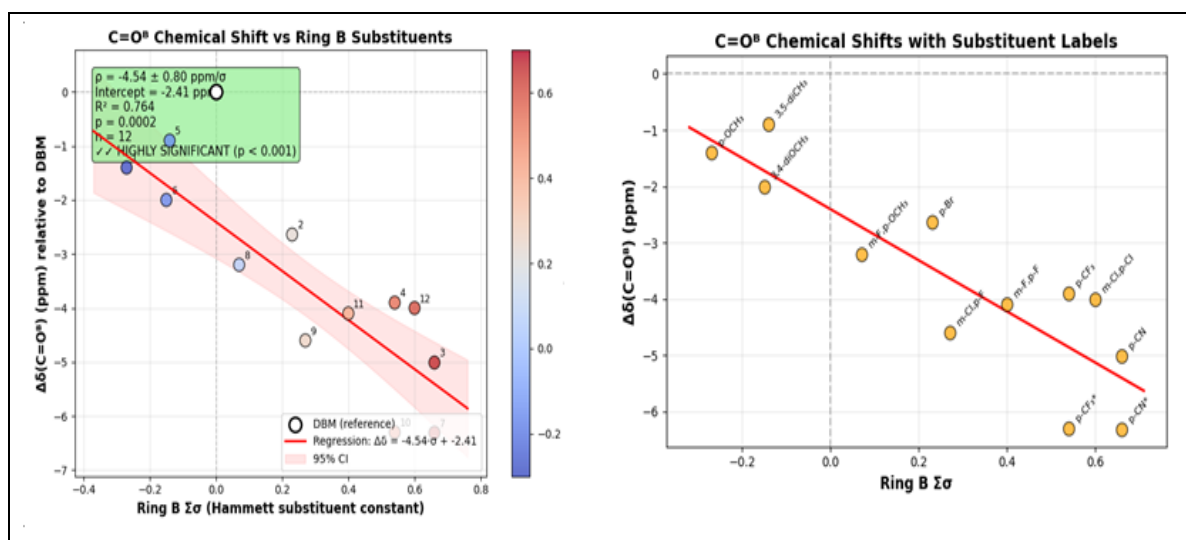 C=Oᴮ Chemical Shift vs Ring B Substituents
ρ = -4.54 ± 0.80 ppm/σ
Intercept = -2.41 ppm
R² = 0.764
p = 0.0002
n = 12
✓✓ HIGHLY SIGNIFICANT (p < 0.001)
Δδ(C=Oᴮ) (ppm) relative to DBM
0
−1
−2
−3
−4
−5
−6
−7
5
6
2
8
4
12
11
9
3
10
7
DBM (reference)
Regression: Δδ = -4.54·σ + -2.41
95% CI
−0.4
−0.2
0.0
0.2
0.4
0.6
0.8
Ring B Σσ (Hammett substituent constant)
0.6
0.4
0.2
0.0
−0.2
C=Oᴮ Chemical Shifts with Substituent Labels
Δδ(C=Oᴮ) (ppm)
0
−1
−2
−3
−4
−5
−6
p-OCH₃
3,5-diCH₃
3,4-diOCH₃
m-F,p-OCH₃
p-Br
m-Cl,p-F
m-F,p-F
p-CF₃
m-Cl,p-Cl
p-CN
p-CF₃*
p-CN*
−0.2
0.0
0.2
0.4
0.6
Ring B Σσ